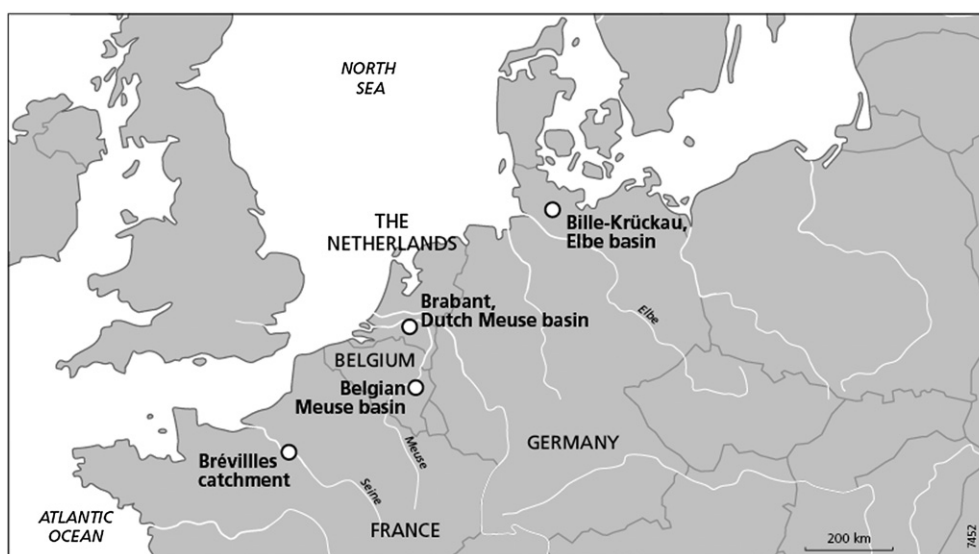 NORTH
SEA
THE
NETHERLANDS
Bille-Krückau,
Elbe basin
Brabant,
Dutch Meuse basin
Elbe
BELGIUM
Belgian
Meuse basin
GERMANY
Brévillles
catchment
Meuse
Seine
ATLANTIC
OCEAN
FRANCE
200 km
7452